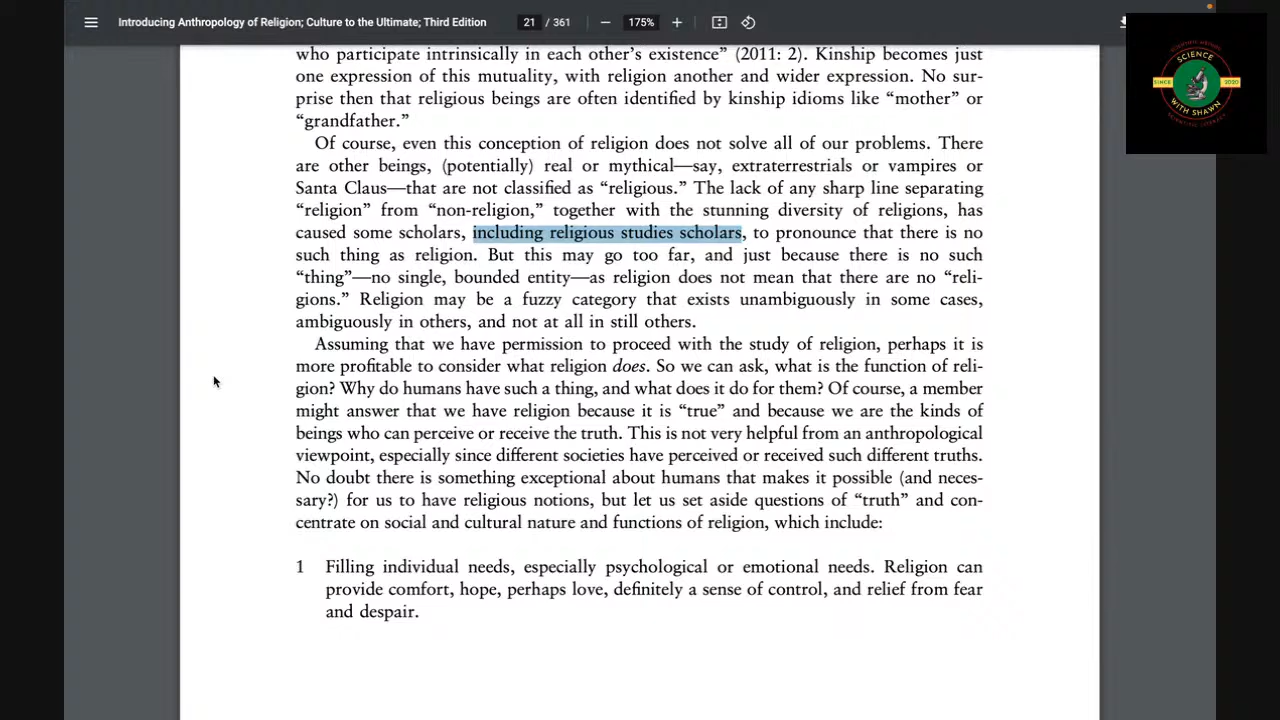 Introducing Anthropology of Religion; Culture to the Ultimate; Third Edition
21 / 361
175%
SCIENTIFIC METHOD
SCIENCE
SINCE
2020
WITH SHAWN
SCIENTIFIC LITERACY
who participate intrinsically in each other's existence” (2011: 2). Kinship becomes just
one expression of this mutuality, with religion another and wider expression. No sur-
prise then that religious beings are often identified by kinship idioms like “mother” or
“grandfather.”
Of course, even this conception of religion does not solve all of our problems. There
are other beings, (potentially) real or mythical—say, extraterrestrials or vampires or
Santa Claus—that are not classified as “religious.” The lack of any sharp line separating
“religion” from “non-religion,” together with the stunning diversity of religions, has
caused some scholars, including religious studies scholars, to pronounce that there is no
such thing as religion. But this may go too far, and just because there is no such
“thing”—no single, bounded entity—as religion does not mean that there are no “reli-
gions.” Religion may be a fuzzy category that exists unambiguously in some cases,
ambiguously in others, and not at all in still others.
Assuming that we have permission to proceed with the study of religion, perhaps it is
more profitable to consider what religion does. So we can ask, what is the function of reli-
gion? Why do humans have such a thing, and what does it do for them? Of course, a member
might answer that we have religion because it is “true” and because we are the kinds of
beings who can perceive or receive the truth. This is not very helpful from an anthropological
viewpoint, especially since different societies have perceived or received such different truths.
No doubt there is something exceptional about humans that makes it possible (and neces-
sary?) for us to have religious notions, but let us set aside questions of “truth” and con-
centrate on social and cultural nature and functions of religion, which include:
1 Filling individual needs, especially psychological or emotional needs. Religion can
provide comfort, hope, perhaps love, definitely a sense of control, and relief from fear
and despair.